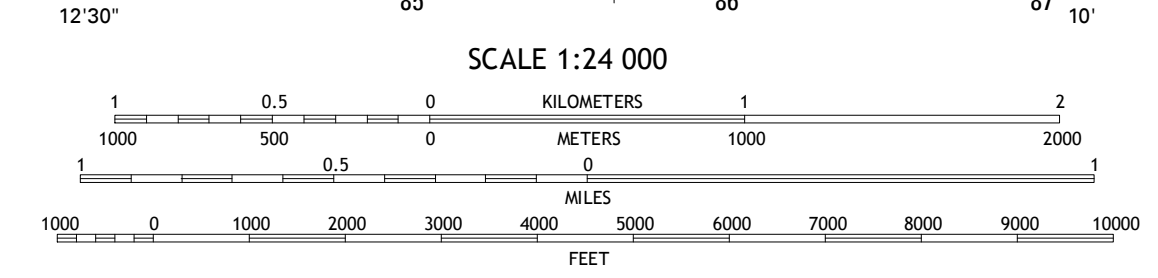 12'30" 85 86 87 10'
SCALE 1:24 000
1 0.5 0 KILOMETERS 1 2
1000 500 0 METERS 1000 2000
1 0.5 0 1
MILES
1000 0 1000 2000 3000 4000 5000 6000 7000 8000 9000 10000
FEET